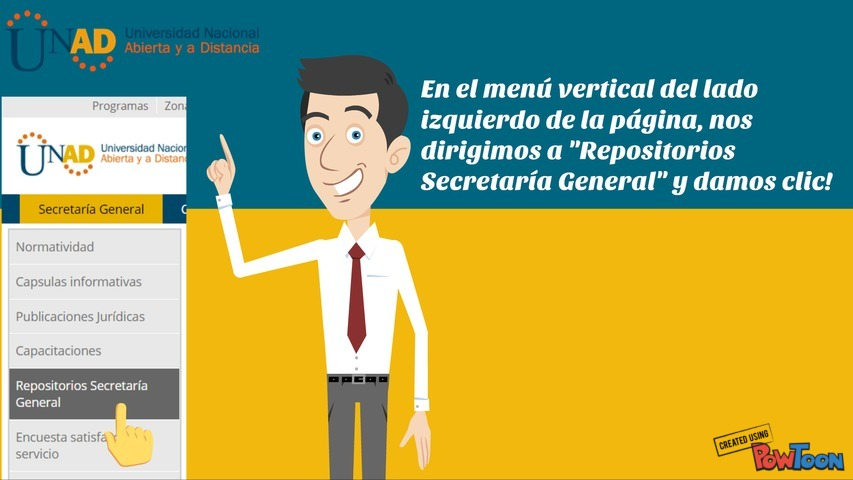 UNAD
Universidad Nacional
Abierta y a Distancia
Programas
UNAD
Abierta y a
Secretaría General
Normatividad
Capsulas informativas
Publicaciones Jurídicas
Capacitaciones
Repositorios Secretaría
General
Encuesta
servicio
En el menú vertical del lado
izquierdo de la página, nos
dirigimos a "Repositorios
Secretaría General" y damos clic!
CREATED USING
POWTOON